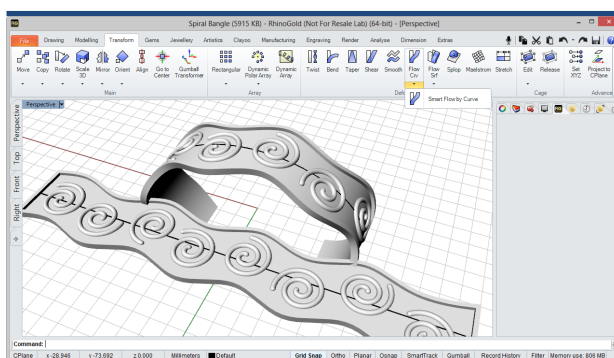 RG Spiral Bangle (5915 KB) - RhinoGold (Not For Resale Lab) (64-bit) - [Perspective]
File Drawing Modelling Transform Gems Jewellery Artistics Clayoo Manufacturing Engraving Render Analyse Dimension Extras
Move Copy Rotate Scale 3D Mirror Orient Align Go to Center Gumball Transformer Rectangular Dynamic Polar Array Dynamic Array Twist Bend Taper Shear Smooth Flow Crv Flow Srf Splop Maelstrom Stretch Edit Release Set XYZ Project to CPlane
Main Array Defo Cage Advance
Smart Flow by Curve
Perspective
Perspective
Top
Front
Right
Command:
CPlane x -28.946 y -73.692 z 0.000 Millimeters Default Grid Snap Ortho Planar Osnap SmartTrack Gumball Record History Filter Memory use: 806 MB